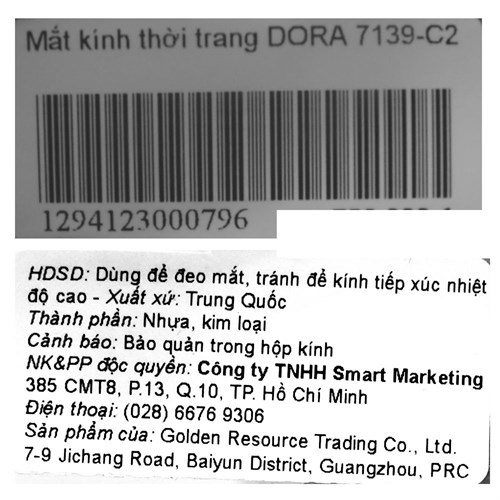 Mắt kính thời trang DORA 7139-C2
1294123000796
HDSD: Dùng để đeo mắt, tránh để kính tiếp xúc nhiệt
độ cao - Xuất xứ: Trung Quốc
Thành phần: Nhựa, kim loại
Cảnh báo: Bảo quản trong hộp kính
NK&PP độc quyền: Công ty TNHH Smart Marketing
385 CMT8, P.13, Q.10, TP. Hồ Chí Minh
Điện thoại: (028) 6676 9306
Sản phẩm của: Golden Resource Trading Co., Ltd.
7-9 Jichang Road, Baiyun District, Guangzhou, PRC